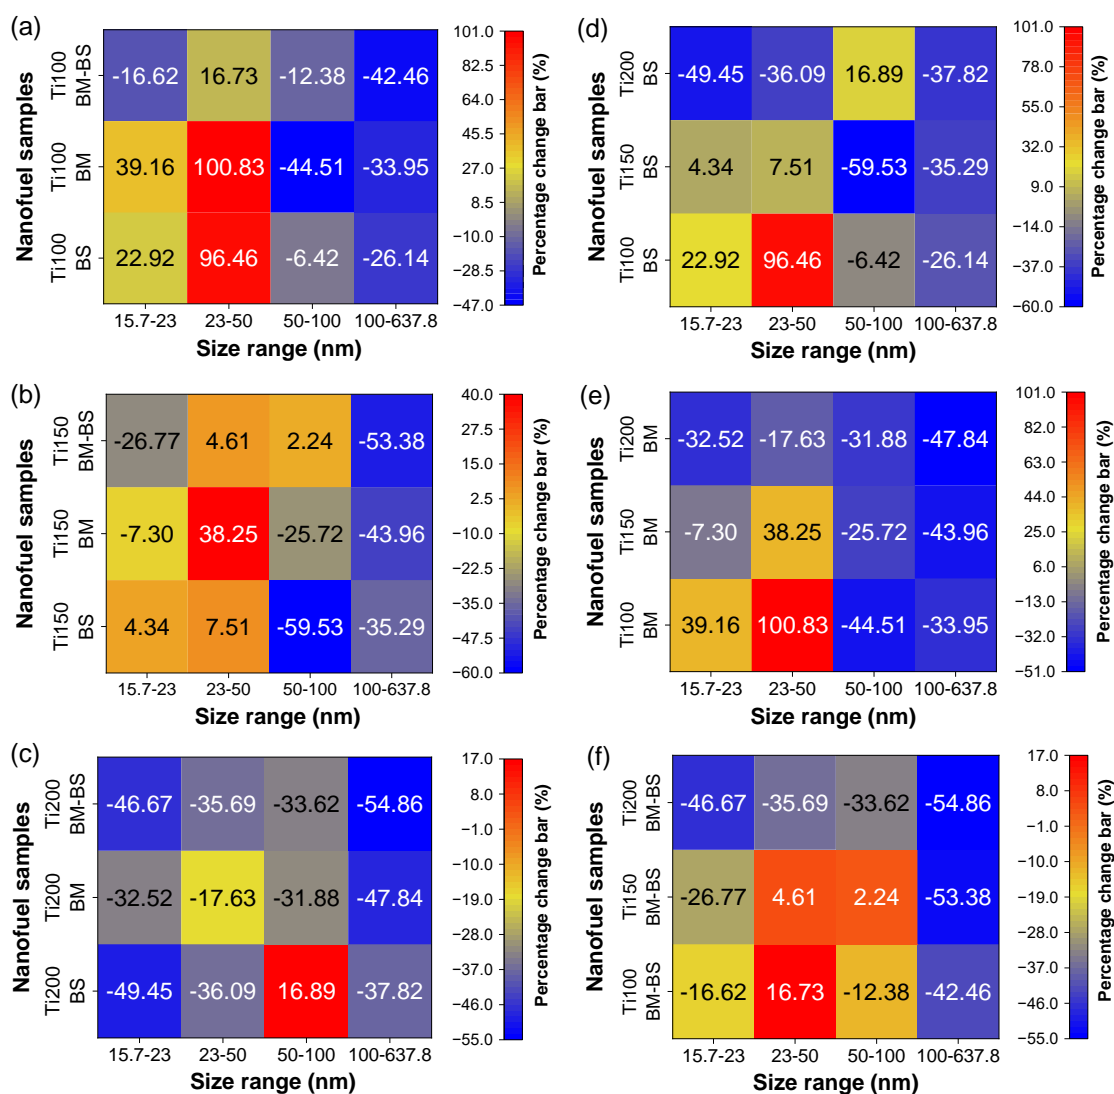 (a)
Nanofuel samples
Ti100
BM-BS
-16.62 16.73 -12.38 -42.46
Ti100
BM
39.16 100.83 -44.51 -33.95
Ti100
BS
22.92 96.46 -6.42 -26.14
15.7-23 23-50 50-100 100-637.8
Size range (nm)
101.0
82.5
64.0
45.5
27.0
8.5
−10.0
−28.5
−47.0
Percentage change bar (%)
(d)
Nanofuel samples
Ti200
BS
-49.45 -36.09 16.89 -37.82
Ti150
BS
4.34 7.51 -59.53 -35.29
Ti100
BS
22.92 96.46 -6.42 -26.14
15.7-23 23-50 50-100 100-637.8
Size range (nm)
101.0
78.0
55.0
32.0
9.0
−14.0
−37.0
−60.0
Percentage change bar (%)
(b)
Nanofuel samples
Ti150
BM-BS
-26.77 4.61 2.24 -53.38
Ti150
BM
-7.30 38.25 -25.72 -43.96
Ti150
BS
4.34 7.51 -59.53 -35.29
15.7-23 23-50 50-100 100-637.8
Size range (nm)
40.0
27.5
15.0
2.5
−10.0
−22.5
−35.0
−47.5
−60.0
Percentage change bar (%)
(e)
Nanofuel samples
Ti200
BM
-32.52 -17.63 -31.88 -47.84
Ti150
BM
-7.30 38.25 -25.72 -43.96
Ti100
BM
39.16 100.83 -44.51 -33.95
15.7-23 23-50 50-100 100-637.8
Size range (nm)
101.0
82.0
63.0
44.0
25.0
6.0
−13.0
−32.0
−51.0
Percentage change bar (%)
(c)
Nanofuel samples
Ti200
BM-BS
-46.67 -35.69 -33.62 -54.86
Ti200
BM
-32.52 -17.63 -31.88 -47.84
Ti200
BS
-49.45 -36.09 16.89 -37.82
15.7-23 23-50 50-100 100-637.8
Size range (nm)
17.0
8.0
−1.0
−10.0
−19.0
−28.0
−37.0
−46.0
−55.0
Percentage change bar (%)
(f)
Nanofuel samples
Ti200
BM-BS
-46.67 -35.69 -33.62 -54.86
Ti150
BM-BS
-26.77 4.61 2.24 -53.38
Ti100
BM-BS
-16.62 16.73 -12.38 -42.46
15.7-23 23-50 50-100 100-637.8
Size range (nm)
17.0
8.0
−1.0
−10.0
−19.0
−28.0
−37.0
−46.0
−55.0
Percentage change bar (%)